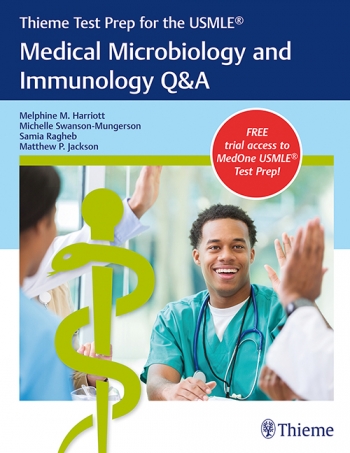 Thieme Test Prep for the USMLE®
Medical Microbiology and
Immunology Q&A
Melphine M. Harriott
Michelle Swanson-Mungerson
Samia Ragheb
Matthew P. Jackson
FREE
trial access to
MedOne USMLE®
Test Prep!
Thieme